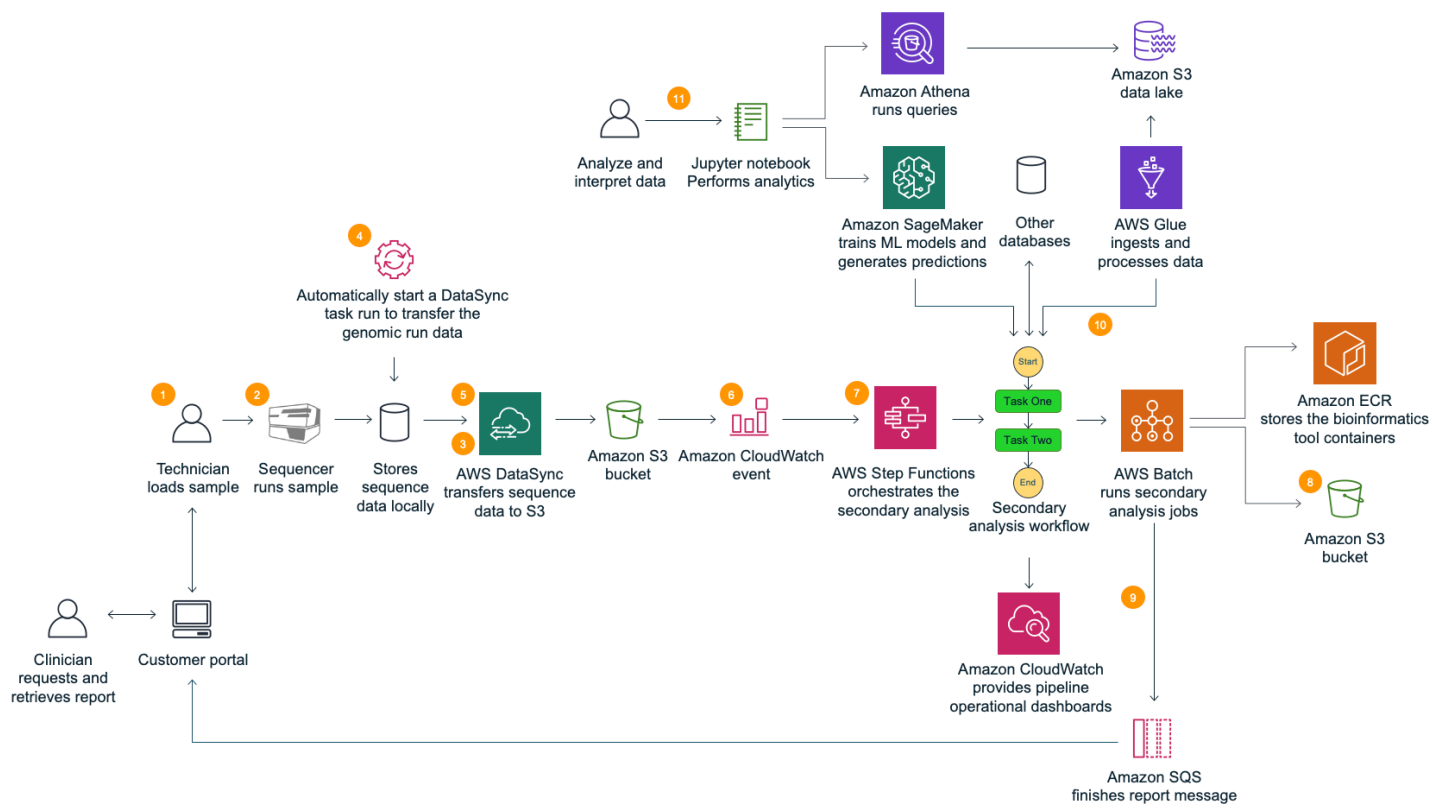 Amazon Athena
runs queries
Amazon S3
data lake
11
Analyze and
interpret data
Jupyter notebook
Performs analytics
Amazon SageMaker
trains ML models and
generates predictions
Other
databases
AWS Glue
ingests and
processes data
4
Automatically start a DataSync
task run to transfer the
genomic run data
10
1
Technician
loads sample
2
Sequencer
runs sample
Stores
sequence
data locally
5
3
AWS DataSync
transfers sequence
data to S3
Amazon S3
bucket
6
Amazon CloudWatch
event
7
AWS Step Functions
orchestrates the
secondary analysis
Start
Task One
Task Two
End
Secondary
analysis workflow
AWS Batch
runs secondary
analysis jobs
Amazon ECR
stores the bioinformatics
tool containers
8
Amazon S3
bucket
9
Clinician
requests and
retrieves report
Customer portal
Amazon CloudWatch
provides pipeline
operational dashboards
Amazon SQS
finishes report message